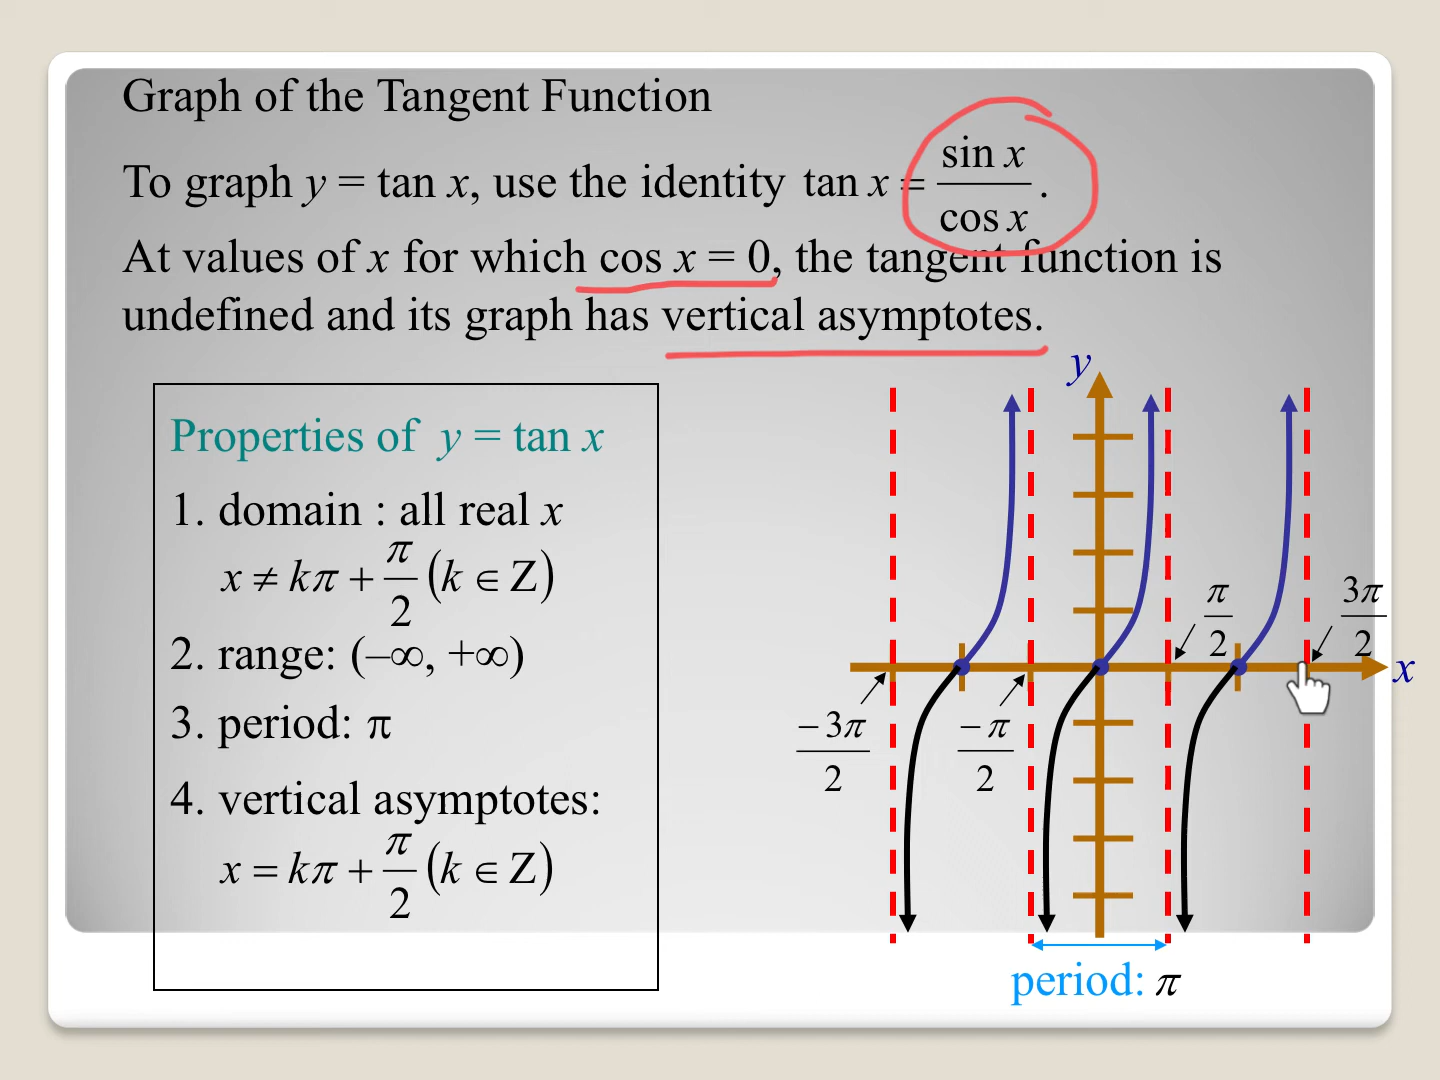 Graph of the Tangent Function
To graph y = tan x, use the identity tan x = sin x / cos x .
At values of x for which cos x = 0, the tangent function is
undefined and its graph has vertical asymptotes.
Properties of y = tan x
1. domain : all real x
x ≠ kπ + π/2 (k ∈ Z)
2. range: (–∞, +∞)
3. period: π
4. vertical asymptotes:
x = kπ + π/2 (k ∈ Z)
y
π/2
3π/2
x
−3π/2
−π/2
period: π